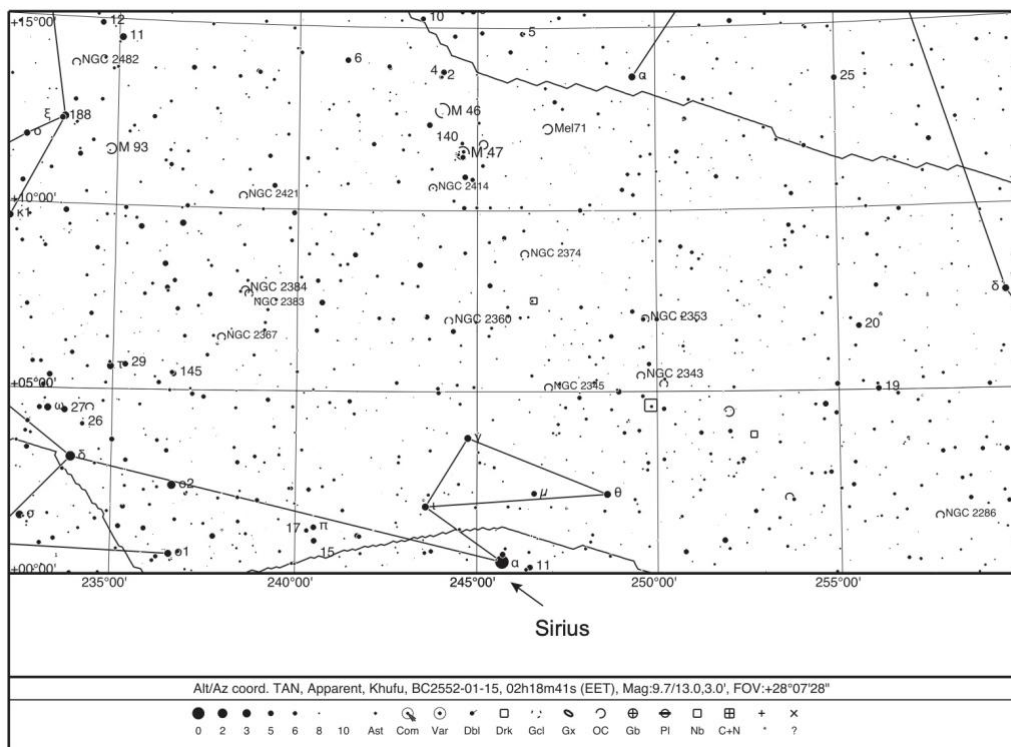 +15°00'
12
11
NGC 2482
ξ
188
ο
M 93
κ1
10
5
6
4
2
M 46
140
M 47
Mel71
α
25
NGC 2421
NGC 2414
+10°00'
NGC 2374
NGC 2384
NGC 2383
NGC 2360
NGC 2353
NGC 2367
δ
20
τ
29
145
NGC 2345
NGC 2343
19
+05°00'
ω
27
26
γ
δ
ο2
μ
θ
ι
σ
17
π
15
NGC 2286
ο1
α
11
+00°00'
235°00' 240°00' 245°00' 250°00' 255°00'
Sirius
Alt/Az coord. TAN, Apparent, Khufu, BC2552-01-15, 02h18m41s (EET), Mag:9.7/13.0,3.0', FOV:+28°07'28"
0 2 3 5 6 8 10 Ast Com Var Dbl Drk Gcl Gx OC Gb Pl Nb C+N * ?